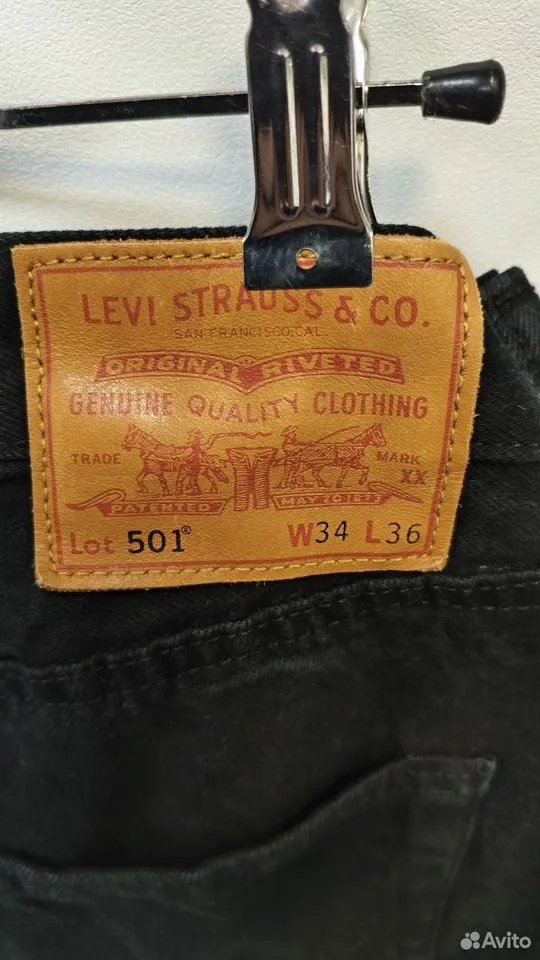 LEVI STRAUSS & CO.
SAN FRANCISCO, CAL.
ORIGINAL RIVETED
GENUINE QUALITY CLOTHING
TRADE MARK
XX
PATENTED MAY 20 1873
Lot 501® W34 L36
Avito